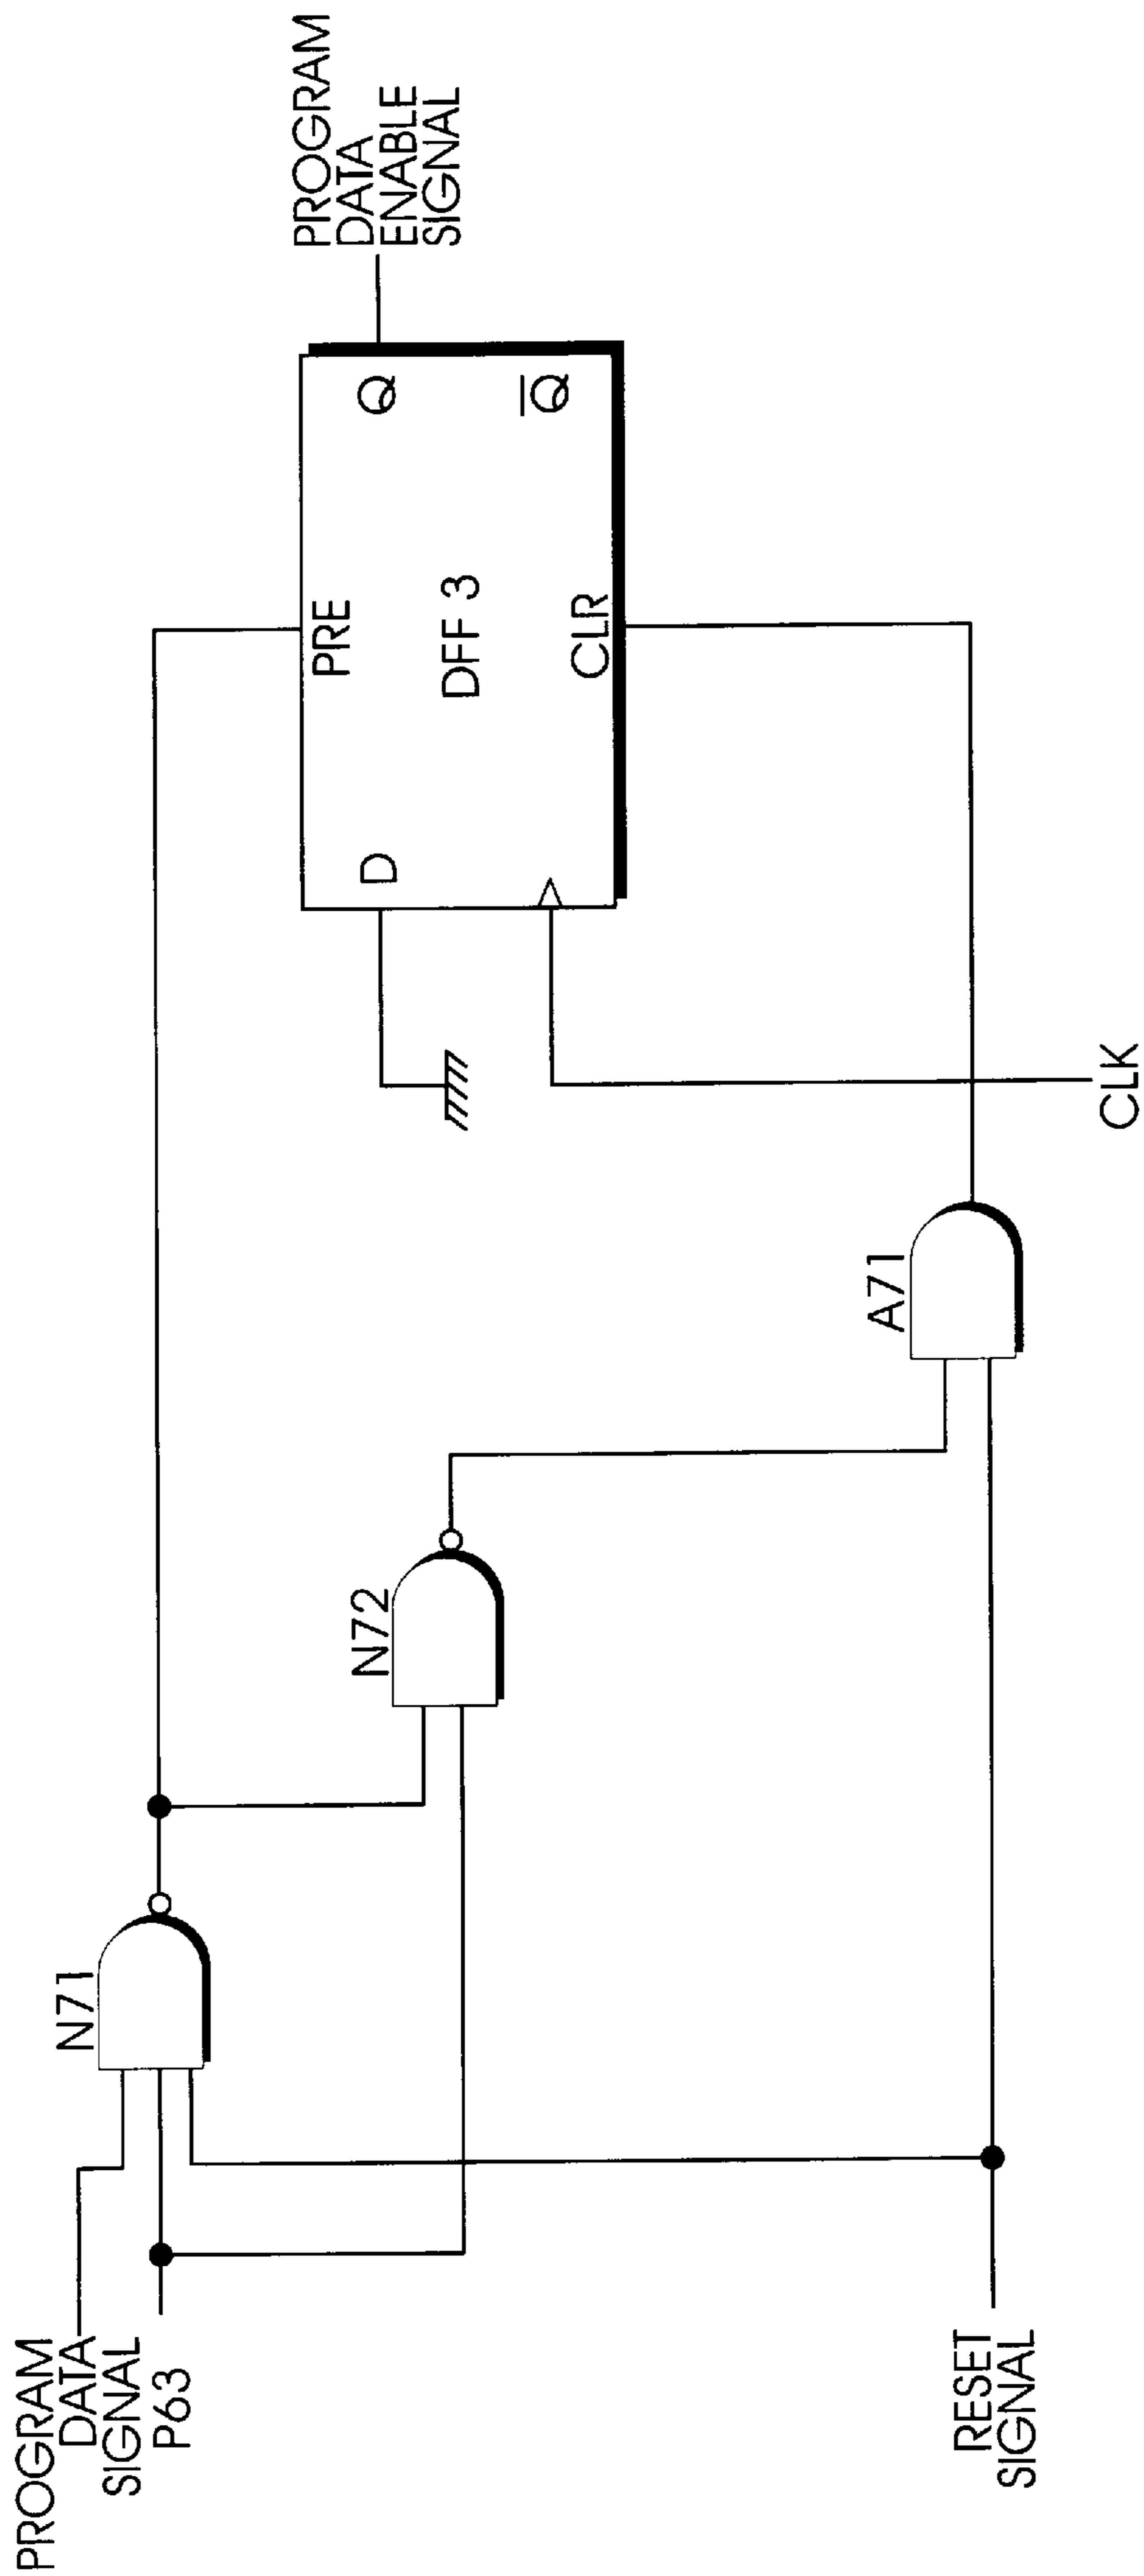 PROGRAM
DATA
SIGNAL
P63
N71
N72
RESET
SIGNAL
A71
CLK
D
PRE
DFF 3
CLR
Q
Q̅
PROGRAM
DATA
ENABLE
SIGNAL